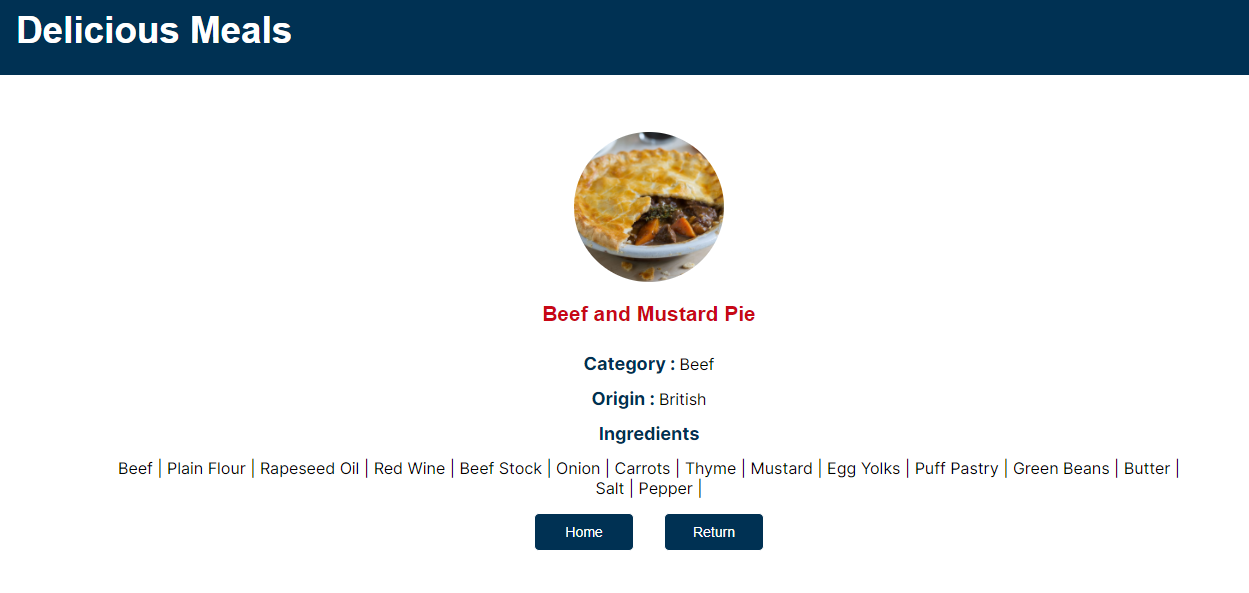 Delicious Meals
Beef and Mustard Pie
Category : Beef
Origin : British
Ingredients
Beef | Plain Flour | Rapeseed Oil | Red Wine | Beef Stock | Onion | Carrots | Thyme | Mustard | Egg Yolks | Puff Pastry | Green Beans | Butter |
Salt | Pepper |
Home Return